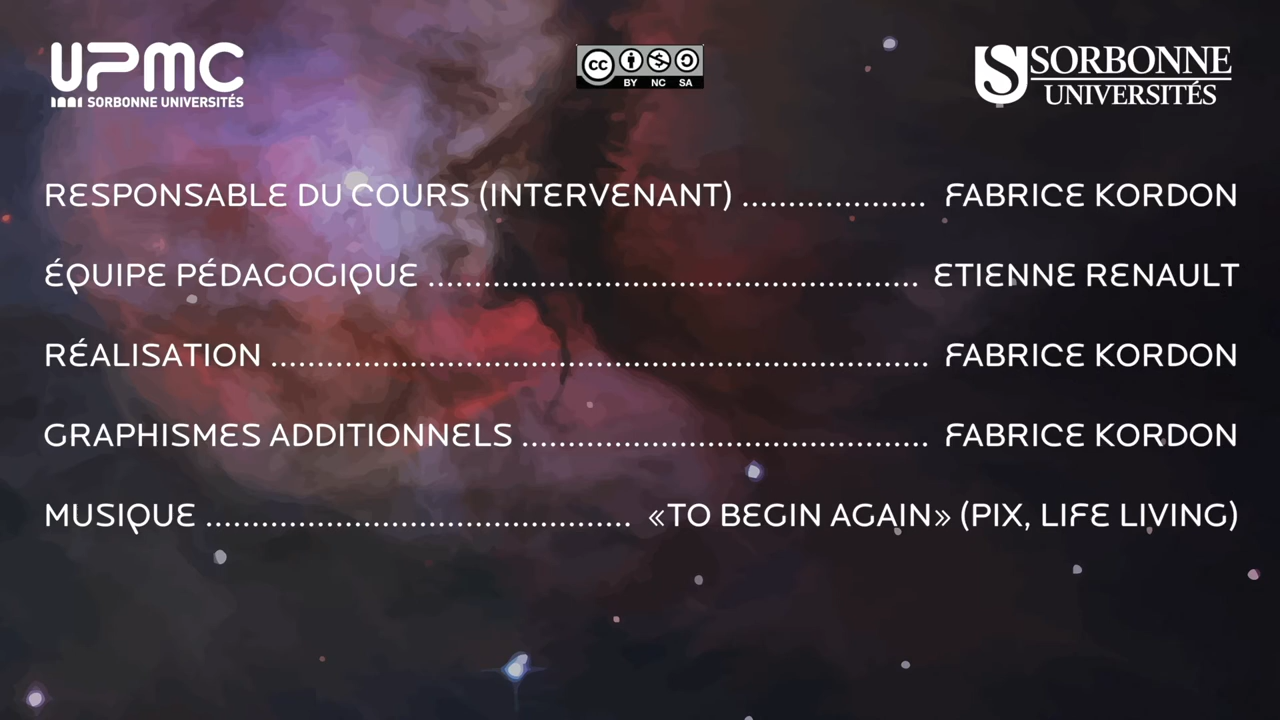 UPMC
SORBONNE UNIVERSITÉS
CC BY NC SA
SORBONNE
UNIVERSITÉS
RESPONSABLE DU COURS (INTERVENANT) .................... FABRICE KORDON
ÉQUIPE PÉDAGOGIQUE ..................................................... ETIENNE RENAULT
RÉALISATION ........................................................................ FABRICE KORDON
GRAPHISMES ADDITIONNELS ............................................ FABRICE KORDON
MUSIQUE .............................................. «TO BEGIN AGAIN» (PIX, LIFE LIVING)